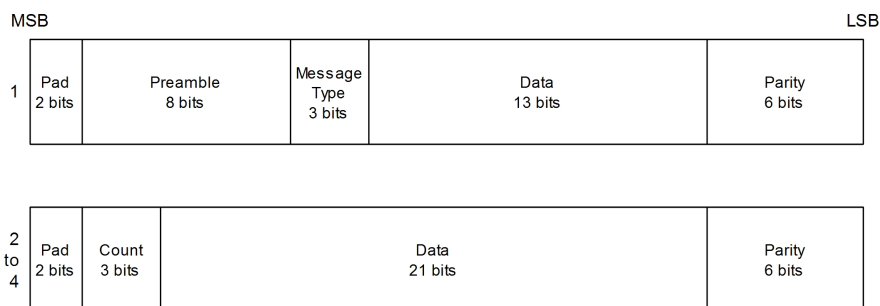 MSB LSB
1
Pad
2 bits
Preamble
8 bits
Message
Type
3 bits
Data
13 bits
Parity
6 bits
2
to
4
Pad
2 bits
Count
3 bits
Data
21 bits
Parity
6 bits